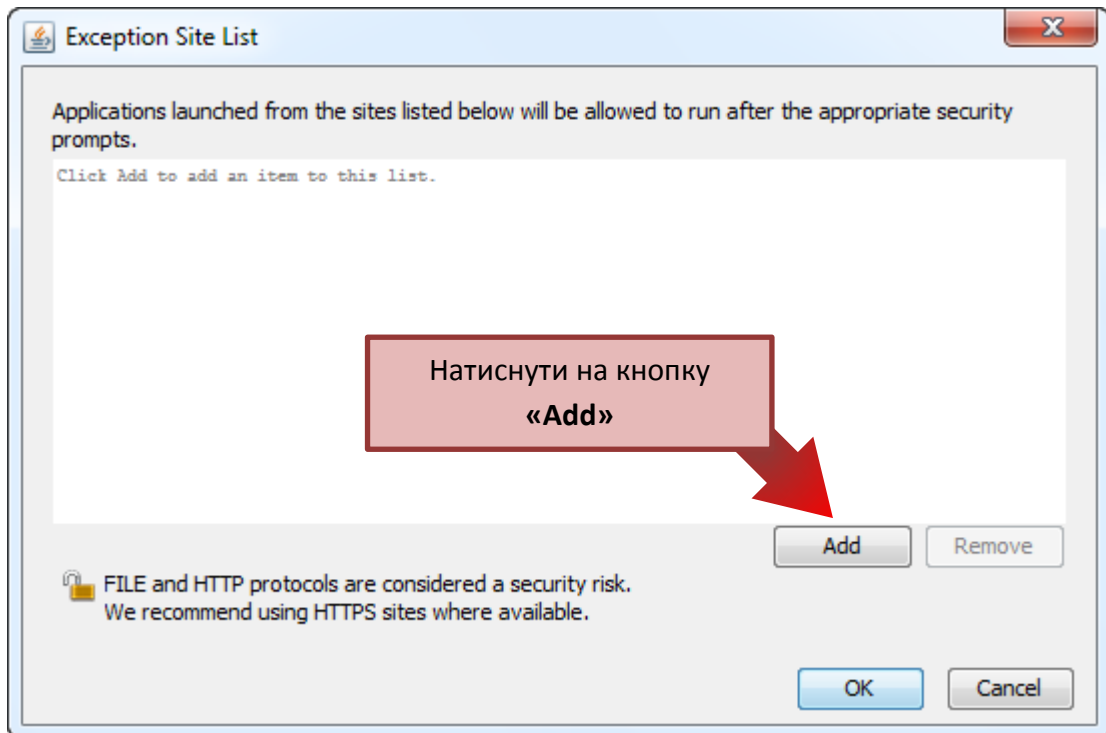 Exception Site List
Applications launched from the sites listed below will be allowed to run after the appropriate security
prompts.
Click Add to add an item to this list.
Натиснути на кнопку
«Add»
Add
Remove
FILE and HTTP protocols are considered a security risk.
We recommend using HTTPS sites where available.
OK
Cancel